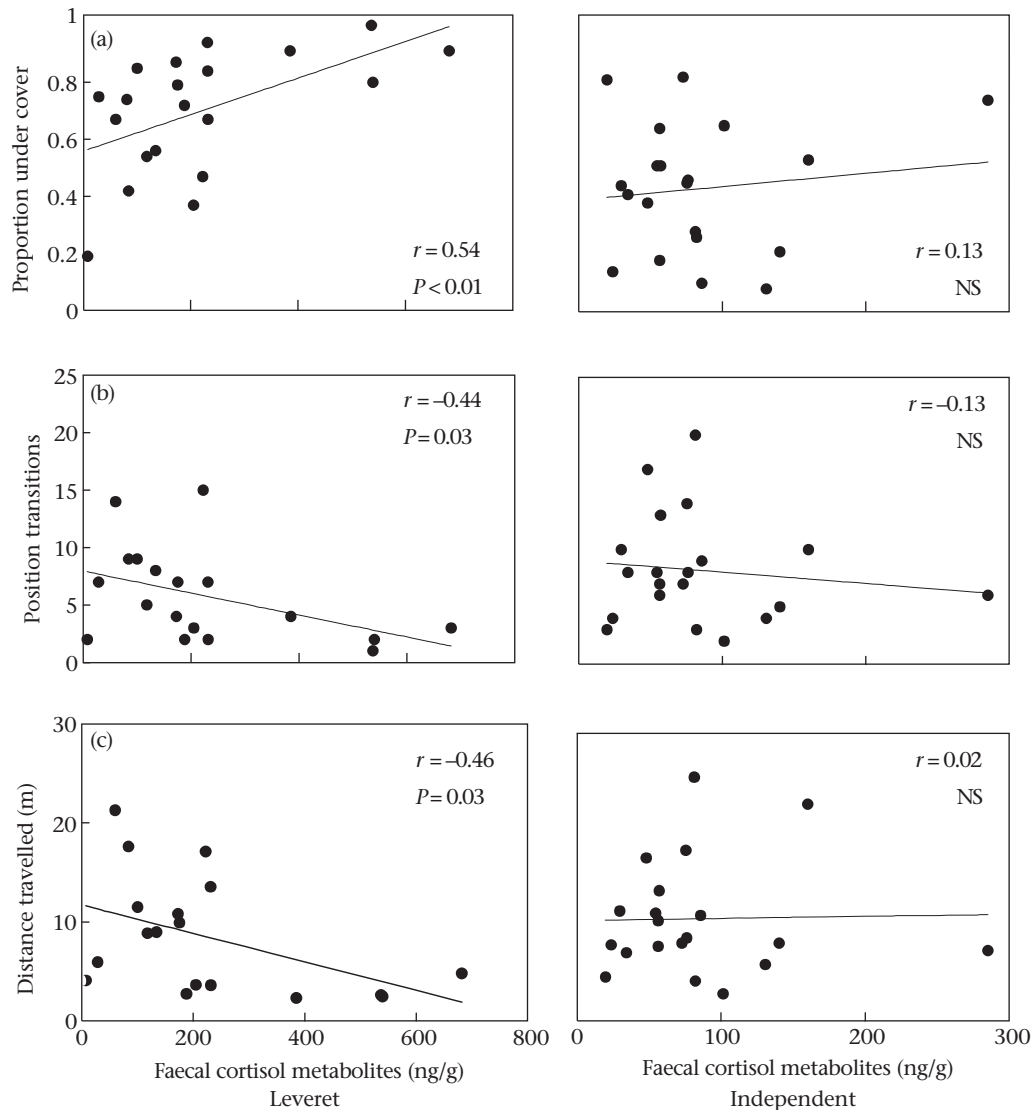 (a)
Proportion under cover
1
0.8
0.6
0.4
0.2
0
r = 0.54
P < 0.01
r = 0.13
NS
(b)
Position transitions
25
20
15
10
5
0
r = –0.44
P = 0.03
r = –0.13
NS
(c)
Distance travelled (m)
30
20
10
0
r = –0.46
P = 0.03
r = 0.02
NS
0 200 400 600 800
0 100 200 300
Faecal cortisol metabolites (ng/g)
Leveret
Faecal cortisol metabolites (ng/g)
Independent